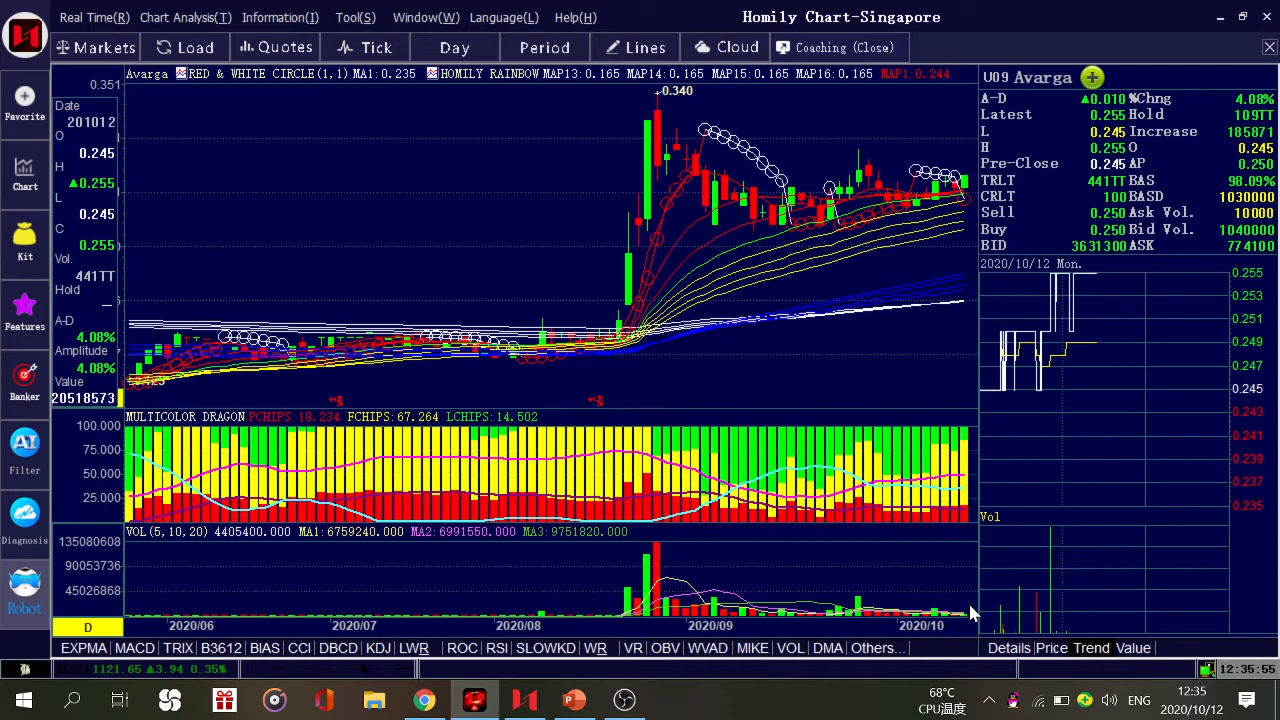 Real Time(R) Chart Analysis(T) Information(I) Tool(S) Window(W) Language(L) Help(H) Homily Chart-Singapore
Markets Load Quotes Tick Day Period Lines Cloud Coaching (Close)
Favorite
Chart
Kit
Features
Banker
AI
Filter
Diagnosis
Robot
Date
201012
O
0.245
H
▲0.255
L
0.245
C
0.255
Vol.
441TT
Hold
—
A-D
4.08%
Amplitude
4.08%
Value
20518573
Avarga RED & WHITE CIRCLE(1,1) MA1:0.235 HOMILY RAINBOW MAP13:0.165 MAP14:0.165 MAP15:0.165 MAP16:0.165 MAP1:0.244
0.351
0.340
MULTICOLOR DRAGON PCHIPS:18.234 FCHIPS:67.264 LCHIPS:14.502
100.000
75.000
50.000
25.000
VOL(5,10,20) 4405400.000 MA1:6759240.000 MA2:6991550.000 MA3:9751820.000
135080608
90053736
45026868
D 2020/06 2020/07 2020/08 2020/09 2020/10
U09 Avarga
A-D ▲0.010 %Chng 4.08%
Latest 0.255 Hold 109TT
L 0.245 Increase 185871
H 0.255 O 0.245
Pre-Close 0.245 AP 0.250
TRLT 441TT BAS 98.09%
CRLT 100 BASD 1030000
Sell 0.250 Ask Vol. 10000
Buy 0.250 Bid Vol. 1040000
BID 3631300 ASK 774100
2020/10/12 Mon.
0.255
0.253
0.251
0.249
0.247
0.245
0.243
0.241
0.239
0.237
0.235
Vol
EXPMA MACD TRIX B3612 BIAS CCI DBCD KDJ LWR ROC RSI SLOWKD WR VR OBV WVAD MIKE VOL DMA Others... Details Price Trend Value
1121.65 ▲3.94 0.35% 12:35:55
68°C
CPU温度
ENG
12:35
2020/10/12